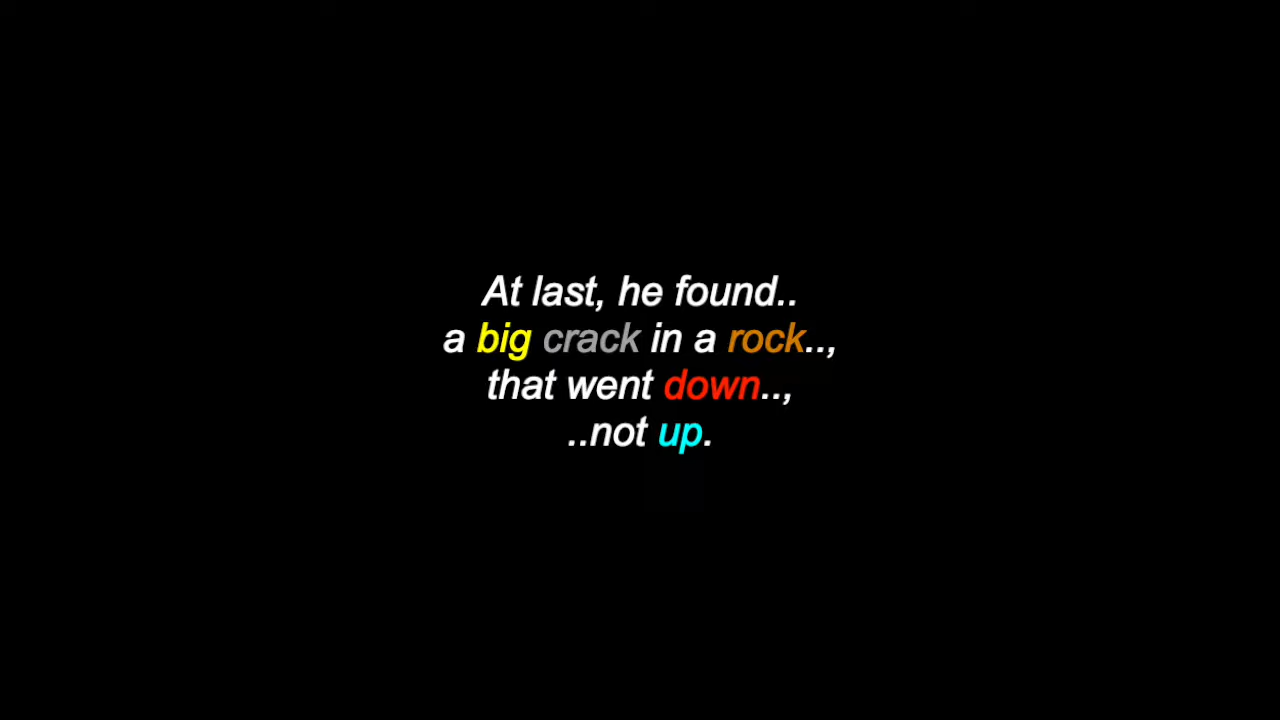 At last, he found..
a big crack in a rock..,
that went down..,
..not up.